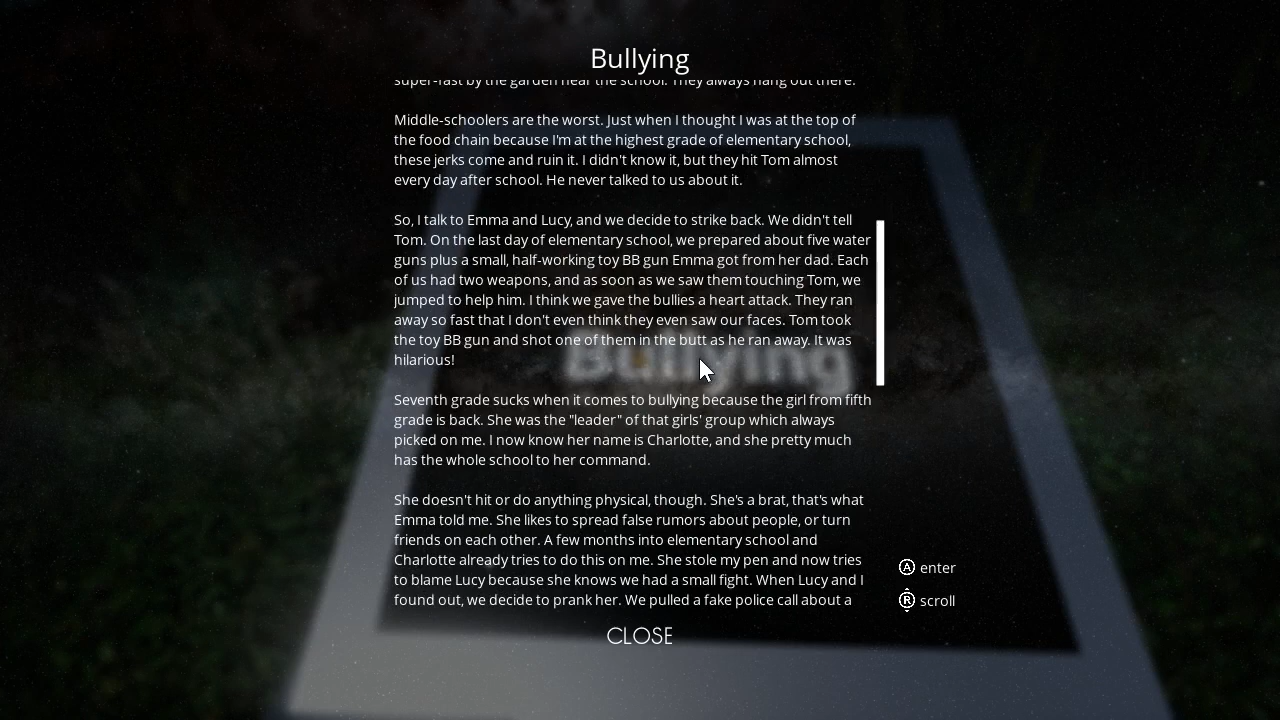 Bullying
super-fast by the garden near the school. They always hang out there.
Middle-schoolers are the worst. Just when I thought I was at the top of
the food chain because I'm at the highest grade of elementary school,
these jerks come and ruin it. I didn't know it, but they hit Tom almost
every day after school. He never talked to us about it.
So, I talk to Emma and Lucy, and we decide to strike back. We didn't tell
Tom. On the last day of elementary school, we prepared about five water
guns plus a small, half-working toy BB gun Emma got from her dad. Each
of us had two weapons, and as soon as we saw them touching Tom, we
jumped to help him. I think we gave the bullies a heart attack. They ran
away so fast that I don't even think they even saw our faces. Tom took
the toy BB gun and shot one of them in the butt as he ran away. It was
hilarious!
Bullying
Seventh grade sucks when it comes to bullying because the girl from fifth
grade is back. She was the "leader" of that girls' group which always
picked on me. I now know her name is Charlotte, and she pretty much
has the whole school to her command.
She doesn't hit or do anything physical, though. She's a brat, that's what
Emma told me. She likes to spread false rumors about people, or turn
friends on each other. A few months into elementary school and
Charlotte already tries to do this on me. She stole my pen and now tries
to blame Lucy because she knows we had a small fight. When Lucy and I
found out, we decide to prank her. We pulled a fake police call about a
A enter
R scroll
CLOSE